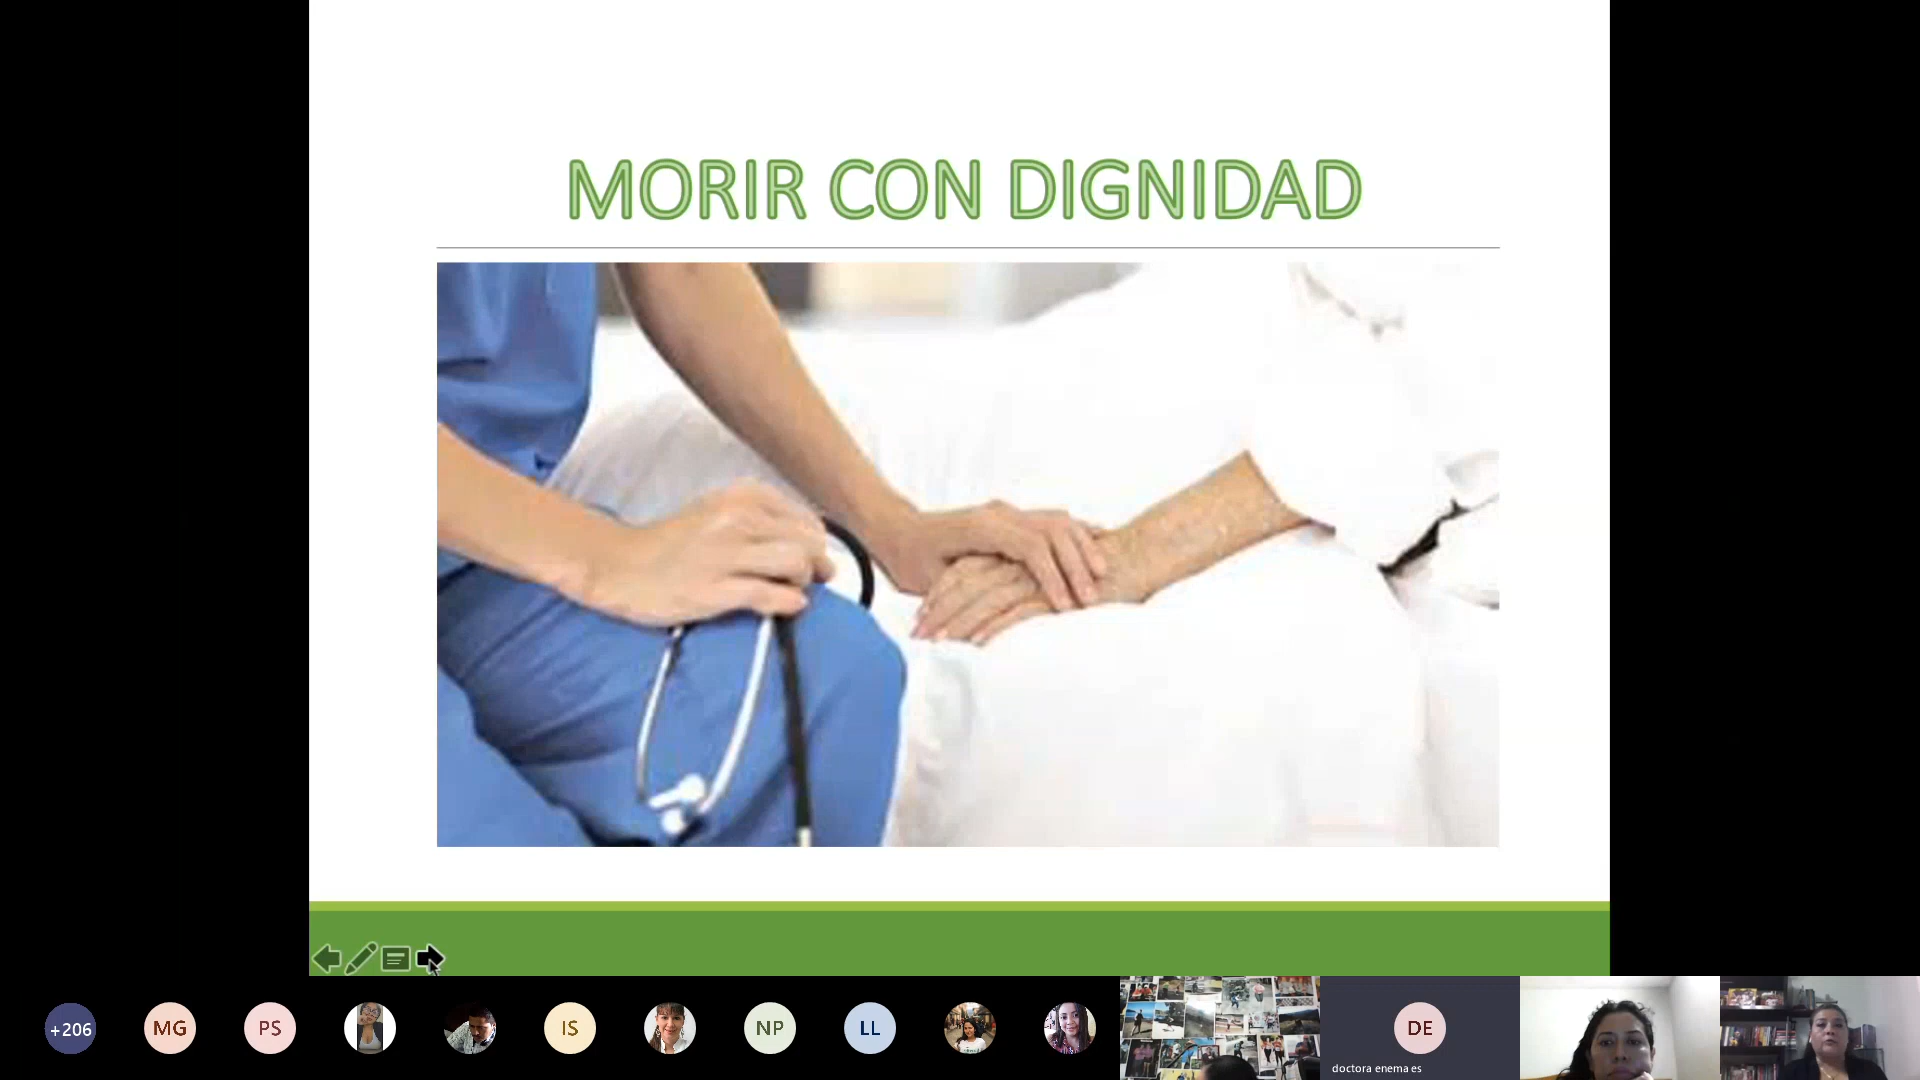 MORIR CON DIGNIDAD
+206
MG
PS
IS
NP
LL
DE
doctora enema es